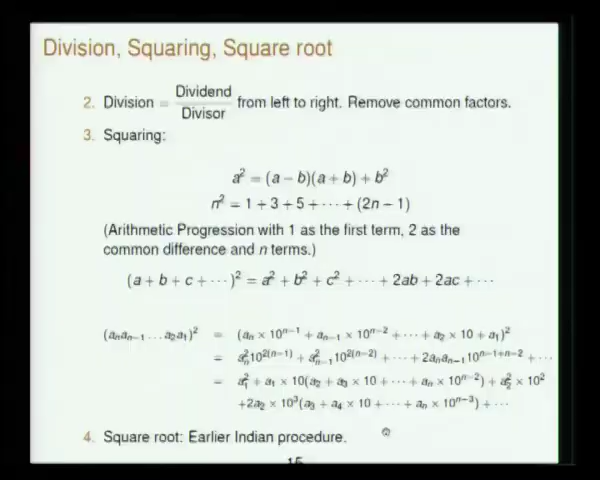 Division, Squaring, Square root
2. Division = Dividend / Divisor from left to right. Remove common factors.
3. Squaring:
a² = (a − b)(a + b) + b²
n² = 1 + 3 + 5 + ⋯ + (2n − 1)
(Arithmetic Progression with 1 as the first term, 2 as the
common difference and n terms.)
(a + b + c + ⋯)² = a² + b² + c² + ⋯ + 2ab + 2ac + ⋯
(aₙaₙ₋₁ … a₂a₁)² = (aₙ × 10ⁿ⁻¹ + aₙ₋₁ × 10ⁿ⁻² + ⋯ + a₂ × 10 + a₁)²
= aₙ²10²⁽ⁿ⁻¹⁾ + aₙ₋₁²10²⁽ⁿ⁻²⁾ + ⋯ + 2aₙaₙ₋₁10ⁿ⁻¹⁺ⁿ⁻² + ⋯
= a₁² + a₁ × 10(a₂ + a₃ × 10 + ⋯ + aₙ × 10ⁿ⁻²) + a₂² × 10²
+2a₂ × 10³(a₃ + a₄ × 10 + ⋯ + aₙ × 10ⁿ⁻³) + ⋯
4. Square root: Earlier Indian procedure.